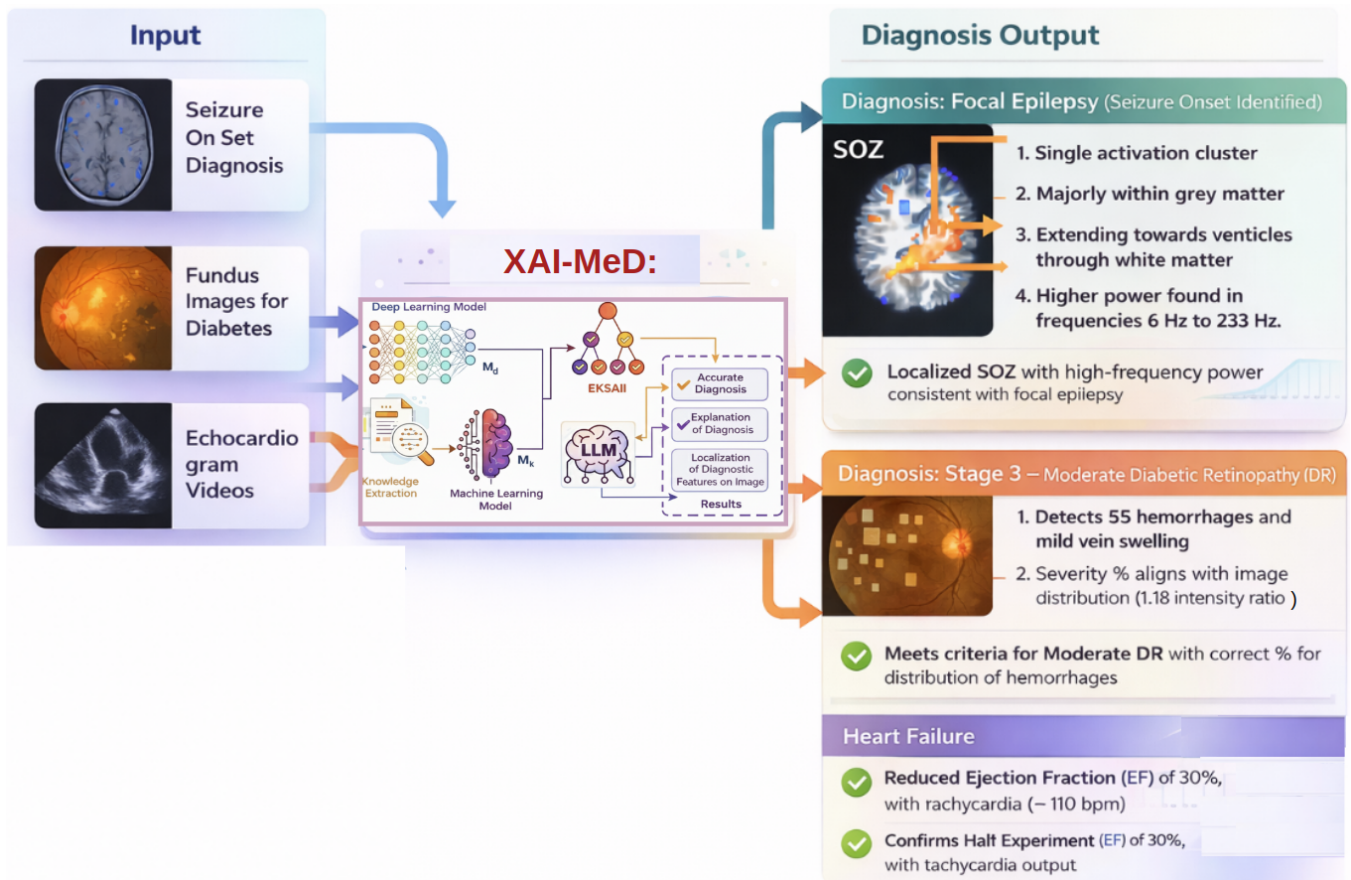 Input
Seizure
On Set
Diagnosis
Fundus
Images for
Diabetes
Echocardio
gram
Videos
XAI-MeD:
Deep Learning Model
M_d
EKSAII
Knowledge
Extraction
Machine Learning
Model
M_k
LLM
Accurate
Diagnosis
Explanation
of Diagnosis
Localization
of Diagnostic
Features on Image
Results
Diagnosis Output
Diagnosis: Focal Epilepsy (Seizure Onset Identified)
SOZ
1. Single activation cluster
2. Majorly within grey matter
3. Extending towards venticles
through white matter
4. Higher power found in
frequencies 6 Hz to 233 Hz.
Localized SOZ with high-frequency power
consistent with focal epilepsy
Diagnosis: Stage 3 – Moderate Diabetic Retinopathy (DR)
1. Detects 55 hemorrhages and
mild vein swelling
2. Severity % aligns with image
distribution (1.18 intensity ratio )
Meets criteria for Moderate DR with correct % for
distribution of hemorrhages
Heart Failure
Reduced Ejection Fraction (EF) of 30%,
with rachycardia (– 110 bpm)
Confirms Halt Experiment (EF) of 30%,
with tachycardia output